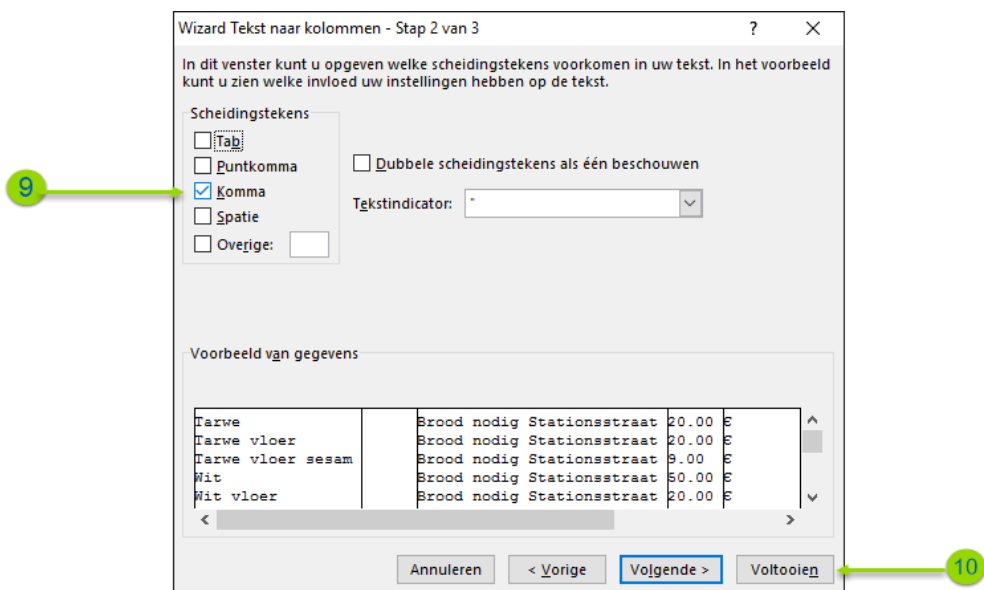 Wizard Tekst naar kolommen - Stap 2 van 3 ?
In dit venster kunt u opgeven welke scheidingstekens voorkomen in uw tekst. In het voorbeeld
kunt u zien welke invloed uw instellingen hebben op de tekst.
Scheidingstekens
Tab
Puntkomma
Dubbele scheidingstekens als één beschouwen
9
Komma
Tekstindicator: "
Spatie
Overige:
Voorbeeld van gegevens
Tarwe Brood nodig Stationsstraat 20.00 €
Tarwe vloer Brood nodig Stationsstraat 20.00 €
Tarwe vloer sesam Brood nodig Stationsstraat 9.00 €
Wit Brood nodig Stationsstraat 50.00 €
Wit vloer Brood nodig Stationsstraat 20.00 €
Annuleren < Vorige Volgende > Voltooien 10